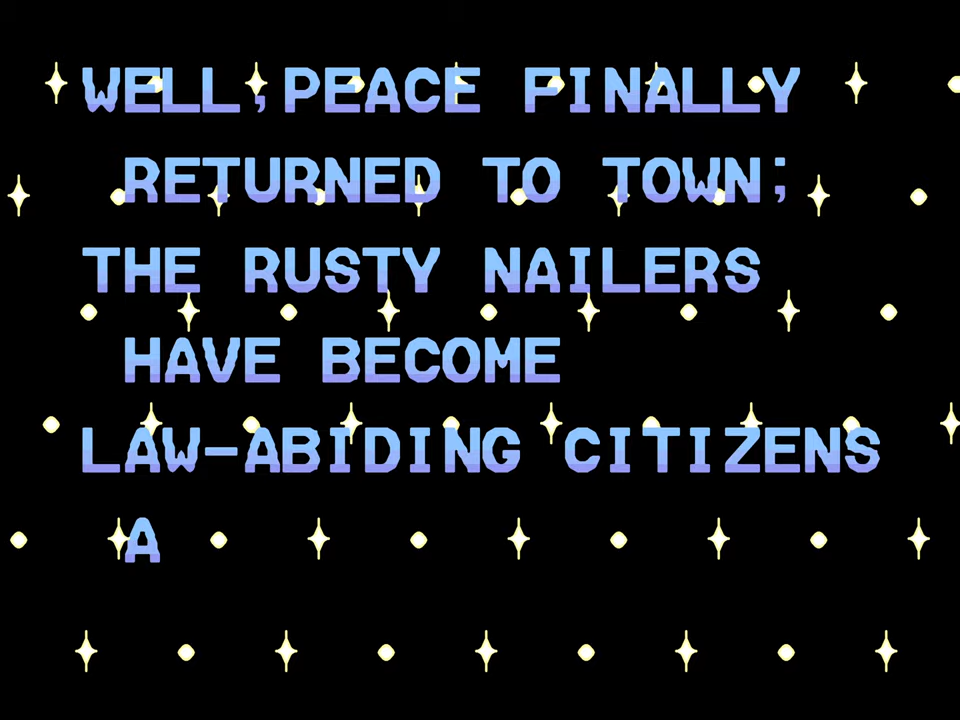 WELL,PEACE FINALLY
RETURNED TO TOWN;
THE RUSTY NAILERS
HAVE BECOME
LAW-ABIDING CITIZENS
A